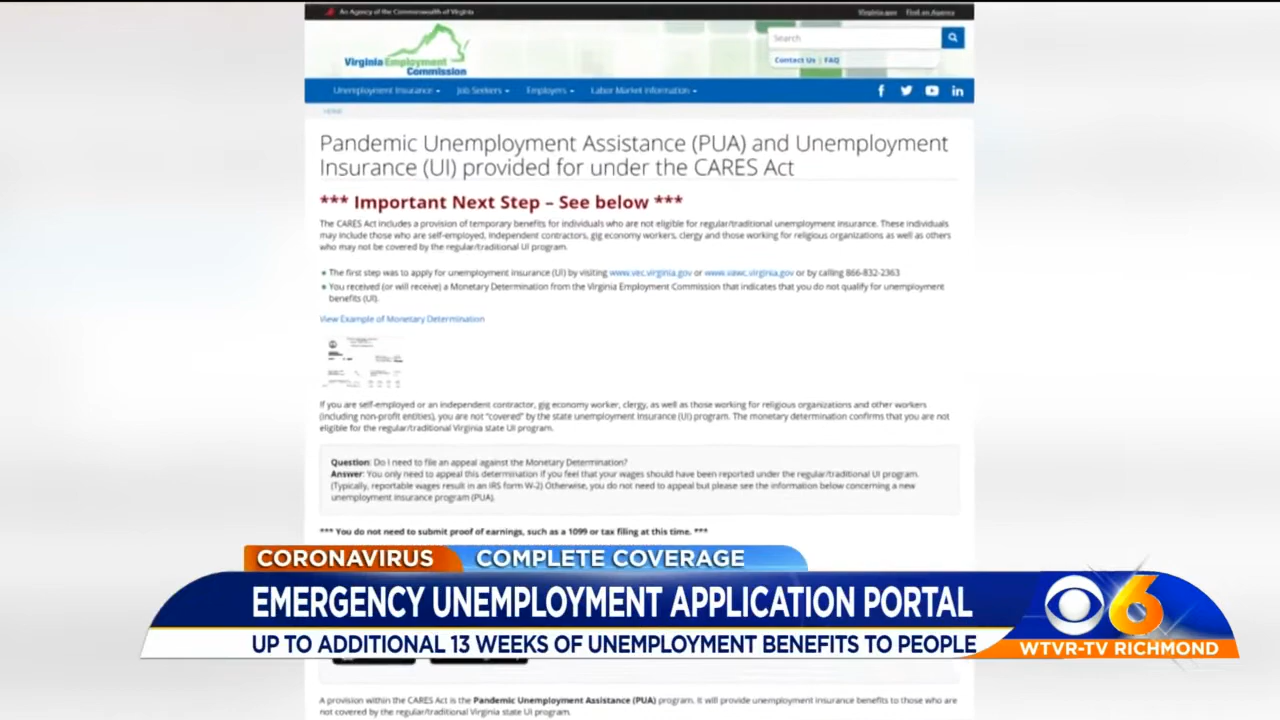 An Agency of the Commonwealth of Virginia
Virginia.gov Find an Agency
Search
Virginia Employment
Commission
Contact Us | FAQ
Unemployment Insurance Job Seekers Employers Labor Market Information
HOME
Pandemic Unemployment Assistance (PUA) and Unemployment
Insurance (UI) provided for under the CARES Act
*** Important Next Step – See below ***
The CARES Act includes a provision of temporary benefits for individuals who are not eligible for regular/traditional unemployment insurance. These individuals
may include those who are self-employed, independent contractors, gig economy workers, clergy and those working for religious organizations as well as others
who may not be covered by the regular/traditional UI program.
• The first step was to apply for unemployment insurance (UI) by visiting www.vec.virginia.gov or www.vawc.virginia.gov or by calling 866-832-2363
• You received (or will receive) a Monetary Determination from the Virginia Employment Commission that indicates that you do not qualify for unemployment
benefits (UI).
View Example of Monetary Determination
If you are self-employed or an independent contractor, gig economy worker, clergy, as well as those working for religious organizations and other workers
(including non-profit entities), you are not "covered" by the state unemployment insurance (UI) program. The monetary determination confirms that you are not
eligible for the regular/traditional Virginia state UI program.
Question: Do I need to file an appeal against the Monetary Determination?
Answer: You only need to appeal this determination if you feel that your wages should have been reported under the regular/traditional UI program.
(Typically, reportable wages result in an IRS form W-2) Otherwise, you do not need to appeal but please see the information below concerning a new
unemployment insurance program (PUA).
*** You do not need to submit proof of earnings, such as a 1099 or tax filing at this time. ***
CORONAVIRUS COMPLETE COVERAGE
EMERGENCY UNEMPLOYMENT APPLICATION PORTAL
6
UP TO ADDITIONAL 13 WEEKS OF UNEMPLOYMENT BENEFITS TO PEOPLE
WTVR-TV RICHMOND
A provision within the CARES Act is the Pandemic Unemployment Assistance (PUA) program. It will provide unemployment insurance benefits to those who are
not covered by the regular/traditional Virginia state UI program.